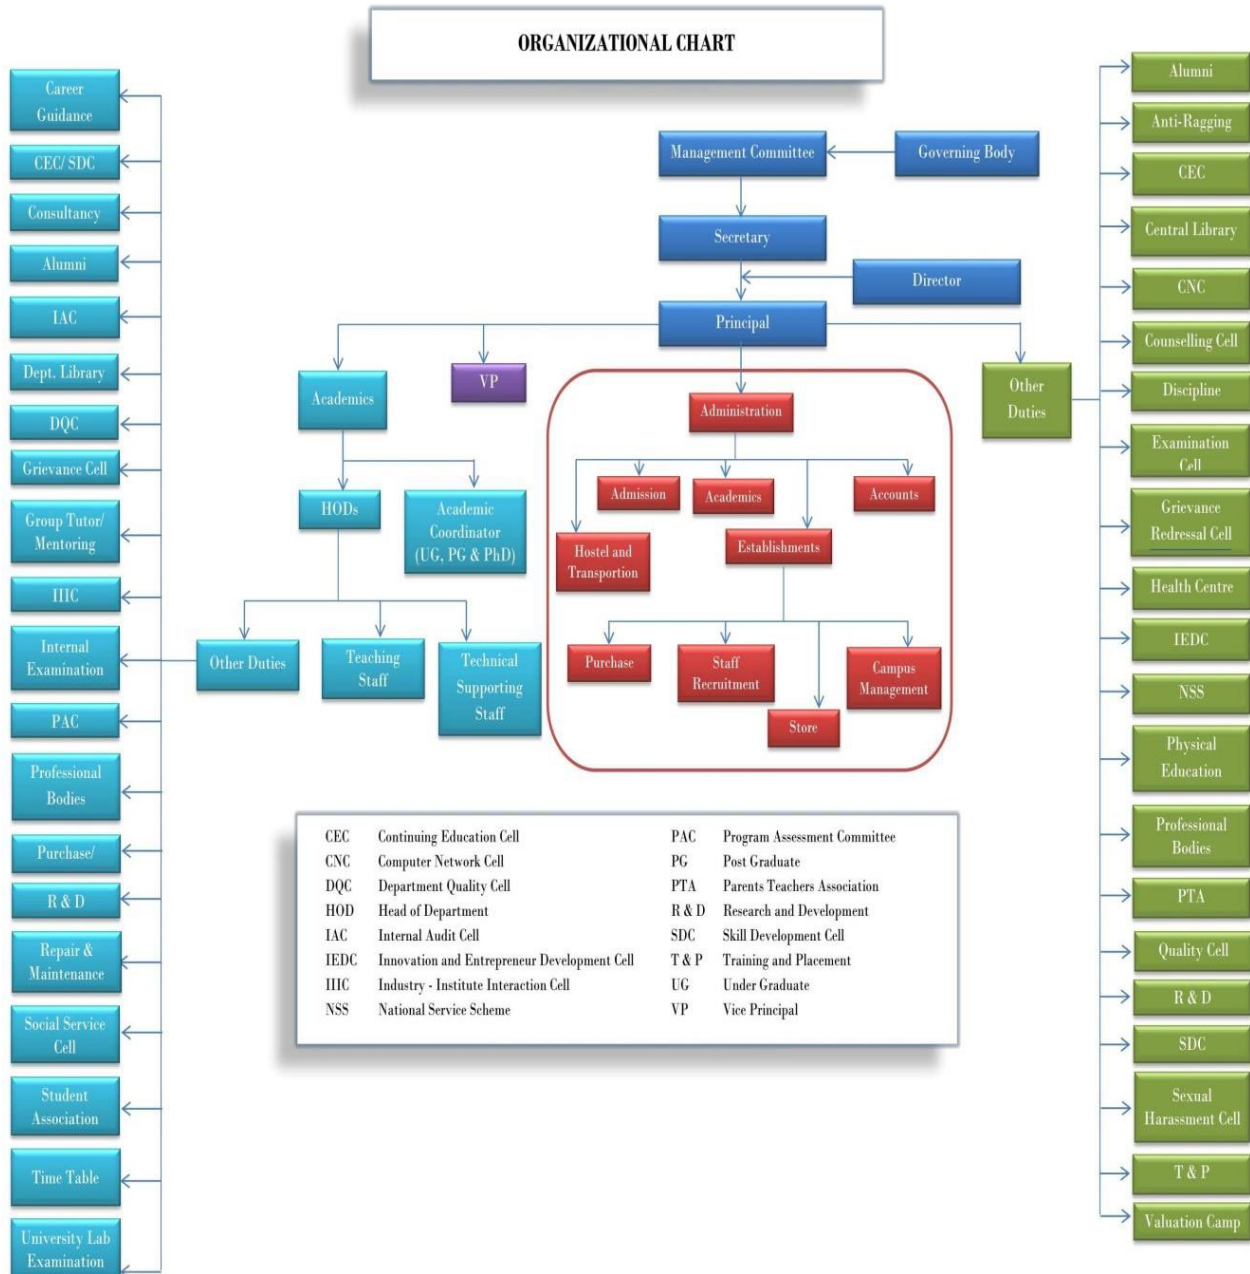 ORGANIZATIONAL CHART
Career
Guidance
CEC/ SDC
Consultancy
Alumni
IAC
Dept. Library
DQC
Grievance Cell
Group Tutor/
Mentoring
IIIC
Internal
Examination
PAC
Professional
Bodies
Purchase/
R & D
Repair &
Maintenance
Social Service
Cell
Student
Association
Time Table
University Lab
Examination
Management Committee
Governing Body
Secretary
Director
Principal
Academics
VP
Administration
Other
Duties
HODs
Academic
Coordinator
(UG, PG & PhD)
Admission
Academics
Accounts
Hostel and
Transportion
Establishments
Other Duties
Teaching
Staff
Technical
Supporting
Staff
Purchase
Staff
Recruitment
Store
Campus
Management
Alumni
Anti-Ragging
CEC
Central Library
CNC
Counselling Cell
Discipline
Examination
Cell
Grievance
Redressal Cell
Health Centre
IEDC
NSS
Physical
Education
Professional
Bodies
PTA
Quality Cell
R & D
SDC
Sexual
Harassment Cell
T & P
Valuation Camp
CEC Continuing Education Cell
CNC Computer Network Cell
DQC Department Quality Cell
HOD Head of Department
IAC Internal Audit Cell
IEDC Innovation and Entrepreneur Development Cell
IIIC Industry - Institute Interaction Cell
NSS National Service Scheme
PAC Program Assessment Committee
PG Post Graduate
PTA Parents Teachers Association
R & D Research and Development
SDC Skill Development Cell
T & P Training and Placement
UG Under Graduate
VP Vice Principal